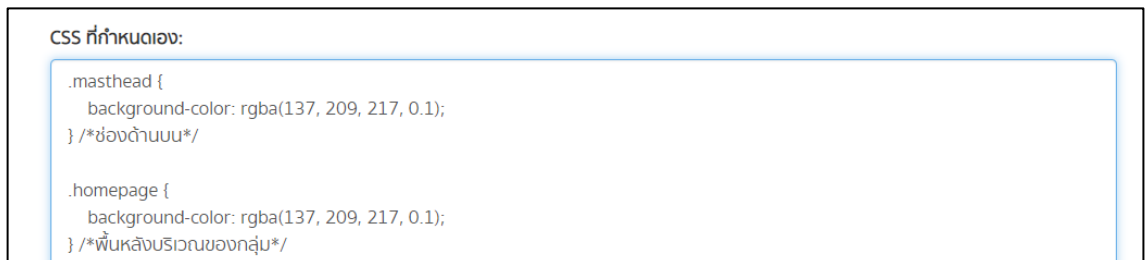 CSS ที่กำหนดเอง:
.masthead {
background-color: rgba(137, 209, 217, 0.1);
} /*ช่องด้านบน*/
.homepage {
background-color: rgba(137, 209, 217, 0.1);
} /*พื้นหลังบริเวณของกลุ่ม*/